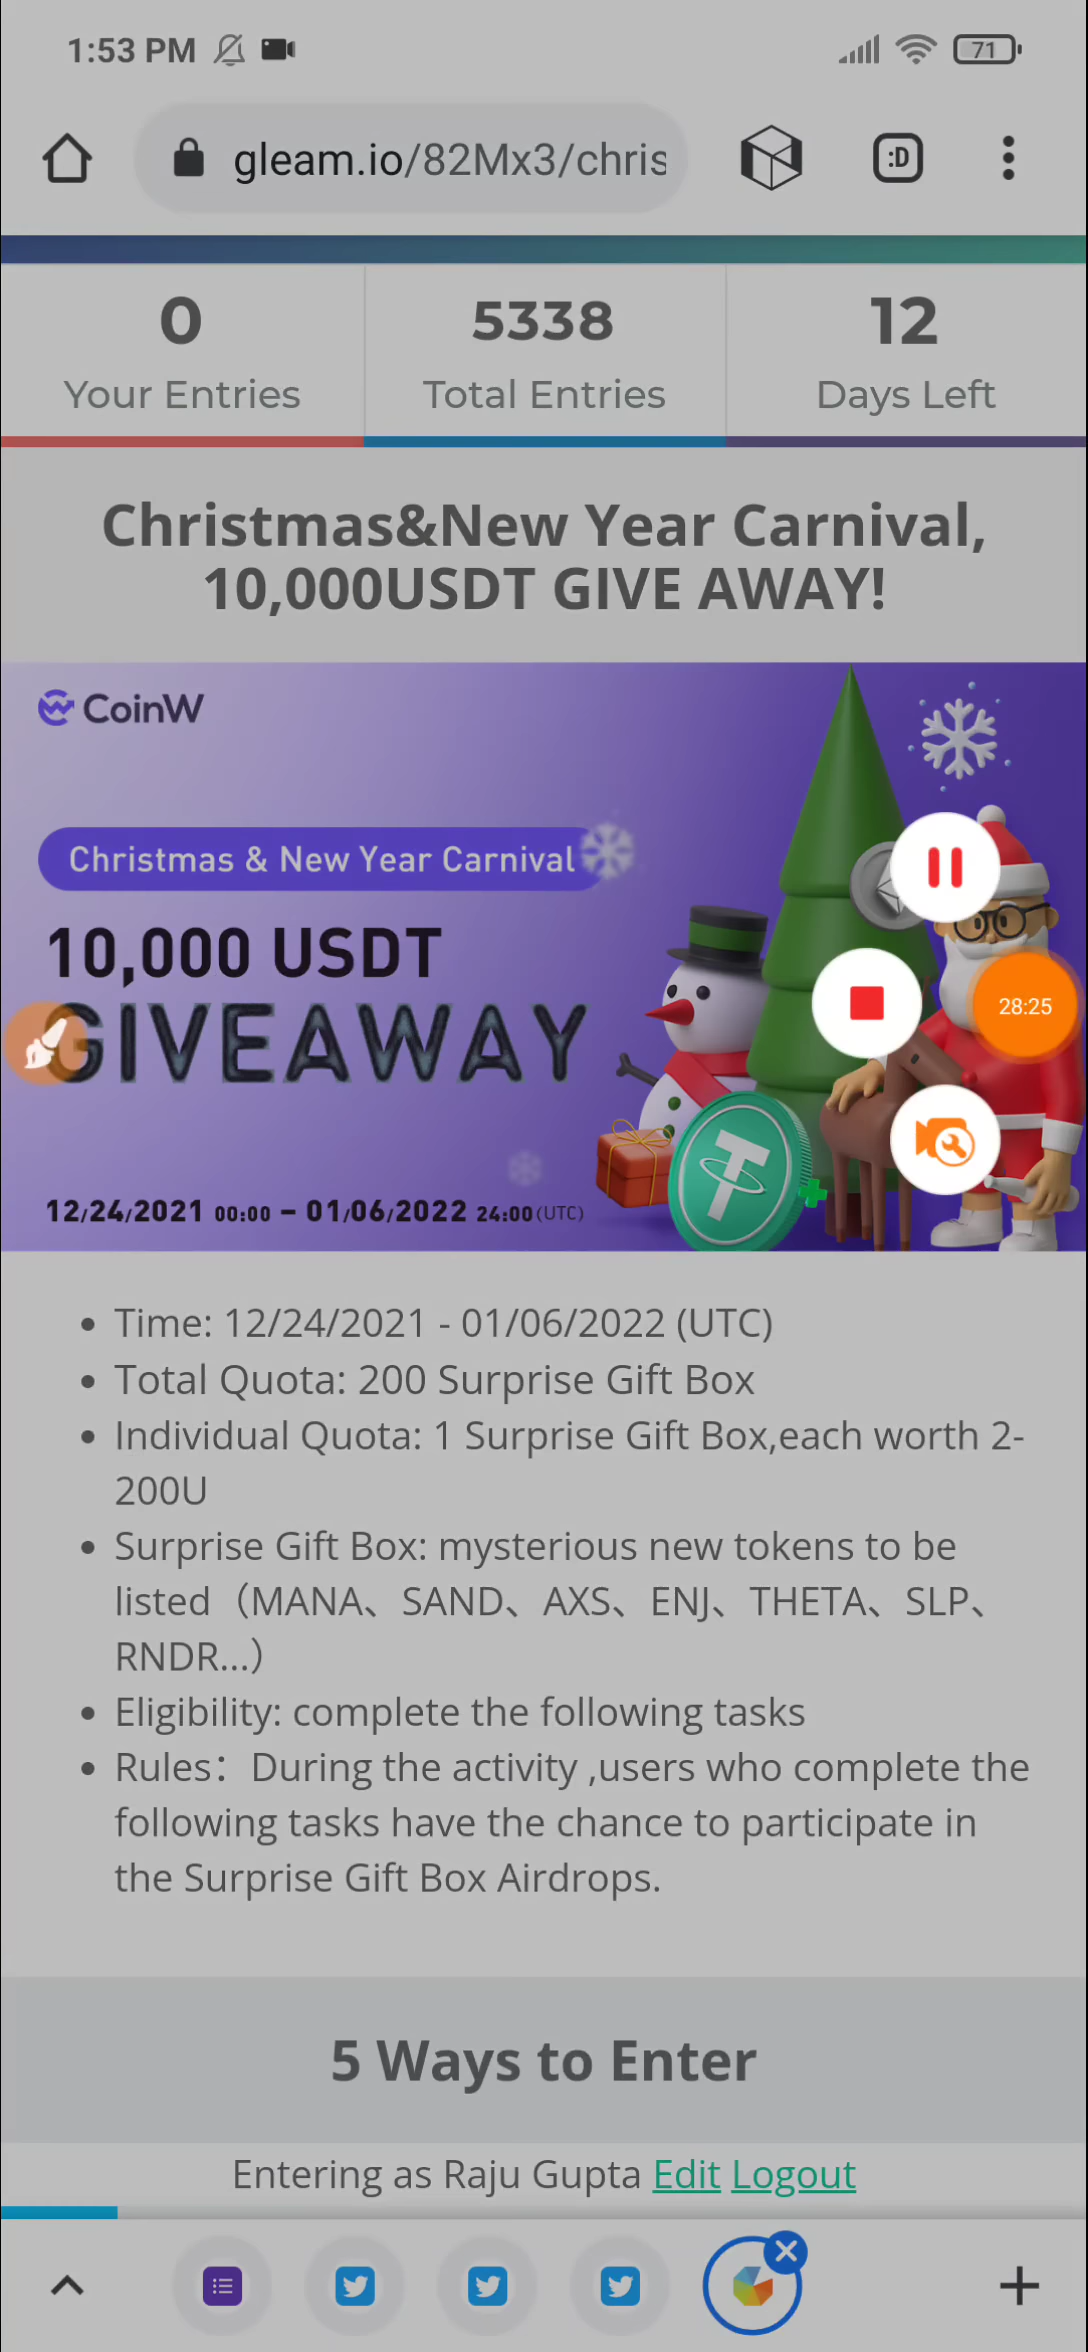 1:53 PM
71
gleam.io/82Mx3/chris
:D
0
Your Entries
5338
Total Entries
12
Days Left
Christmas&New Year Carnival,
10,000USDT GIVE AWAY!
CoinW
Christmas & New Year Carnival
10,000 USDT
GIVEAWAY
28:25
12/24/2021 00:00 – 01/06/2022 24:00(UTC)
Time: 12/24/2021 - 01/06/2022 (UTC)
Total Quota: 200 Surprise Gift Box
Individual Quota: 1 Surprise Gift Box,each worth 2-
200U
Surprise Gift Box: mysterious new tokens to be
listed（MANA、SAND、AXS、ENJ、THETA、SLP、
RNDR...）
Eligibility: complete the following tasks
Rules：During the activity ,users who complete the
following tasks have the chance to participate in
the Surprise Gift Box Airdrops.
5 Ways to Enter
Entering as Raju Gupta Edit Logout